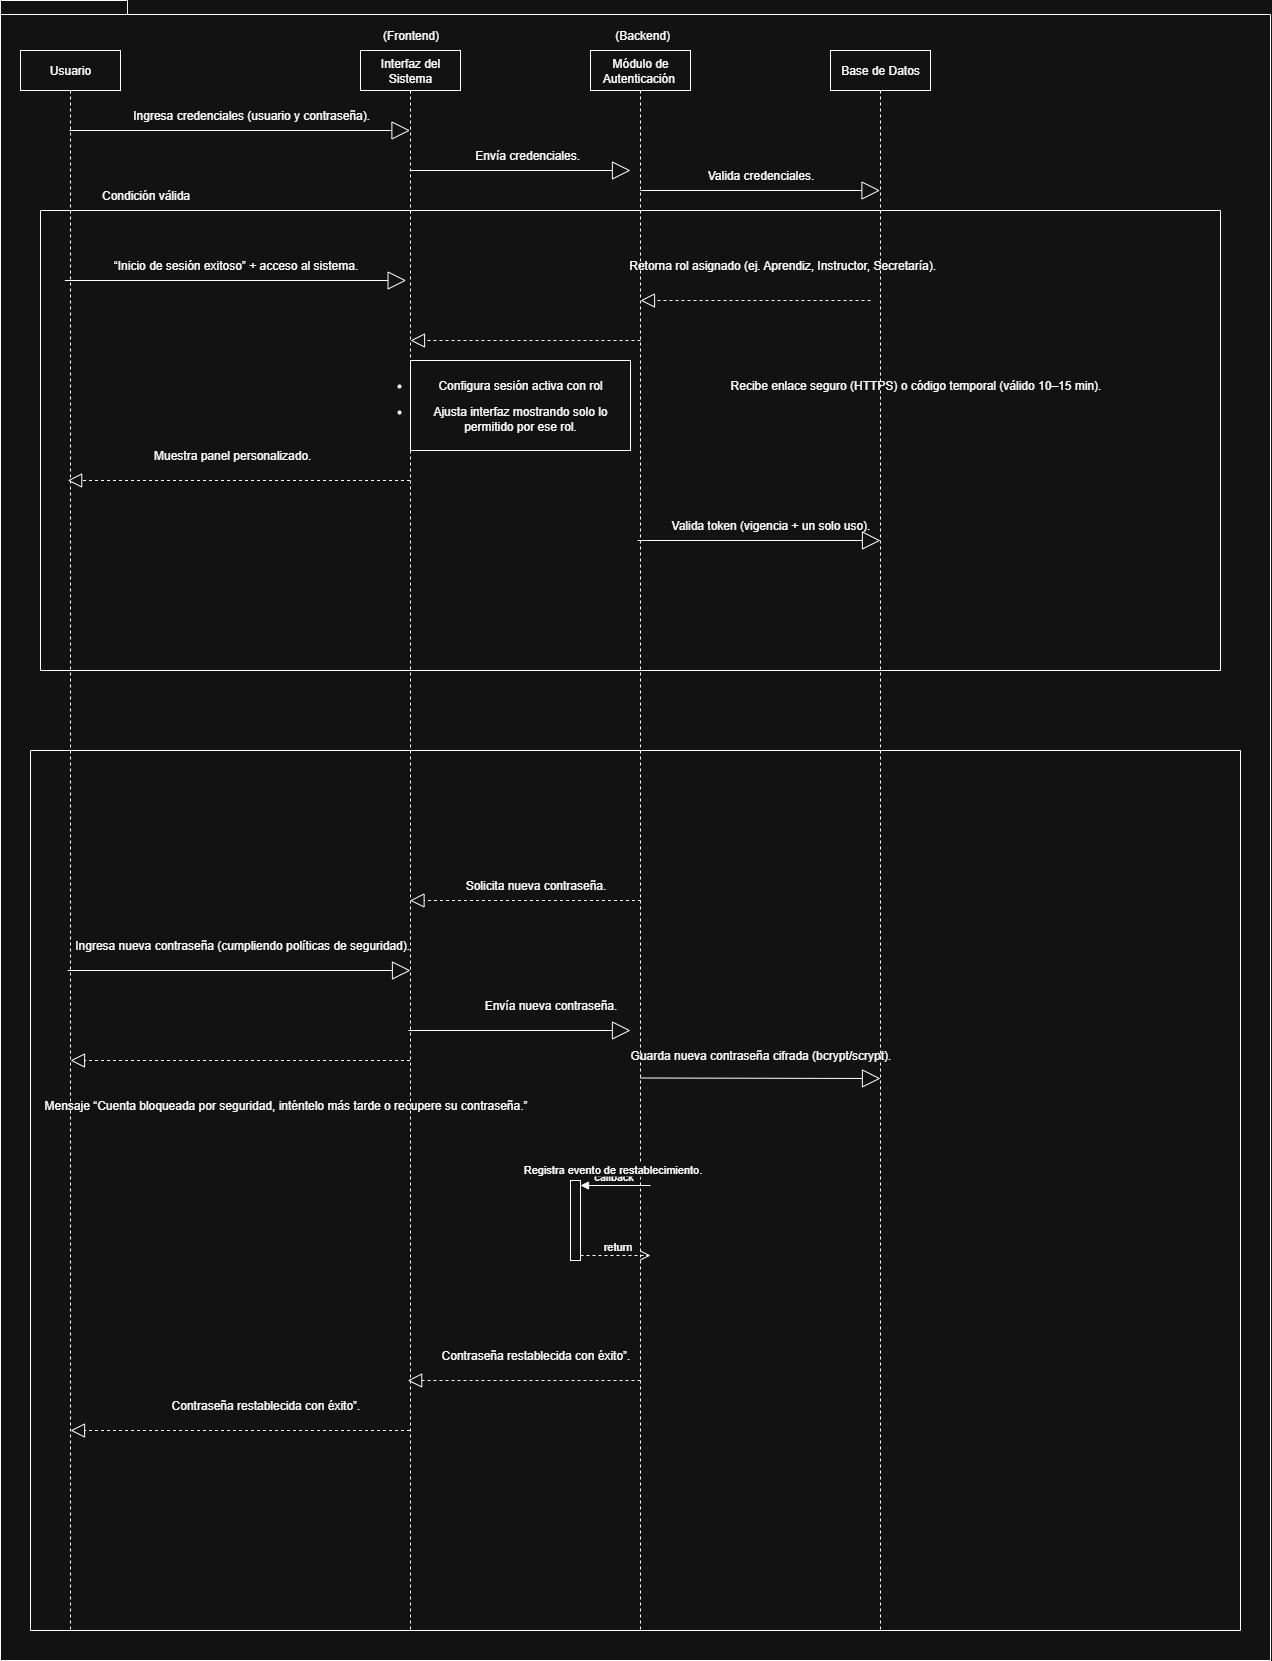 (Frontend)
(Backend)
Usuario
Interfaz del
Sistema
Módulo de
Autenticación
Base de Datos
Ingresa credenciales (usuario y contraseña).
Envía credenciales.
Valida credenciales.
Condición válida
“Inicio de sesión exitoso” + acceso al sistema.
Retorna rol asignado (ej. Aprendiz, Instructor, Secretaría).
• Configura sesión activa con rol
• Ajusta interfaz mostrando solo lo
permitido por ese rol.
Recibe enlace seguro (HTTPS) o código temporal (válido 10–15 min).
Muestra panel personalizado.
Valida token (vigencia + un solo uso).
Solicita nueva contraseña.
Ingresa nueva contraseña (cumpliendo políticas de seguridad).
Envía nueva contraseña.
Guarda nueva contraseña cifrada (bcrypt/scrypt).
Mensaje “Cuenta bloqueada por seguridad, inténtelo más tarde o recupere su contraseña.”
Registra evento de restablecimiento.
callback
return
Contraseña restablecida con éxito”.
Contraseña restablecida con éxito”.